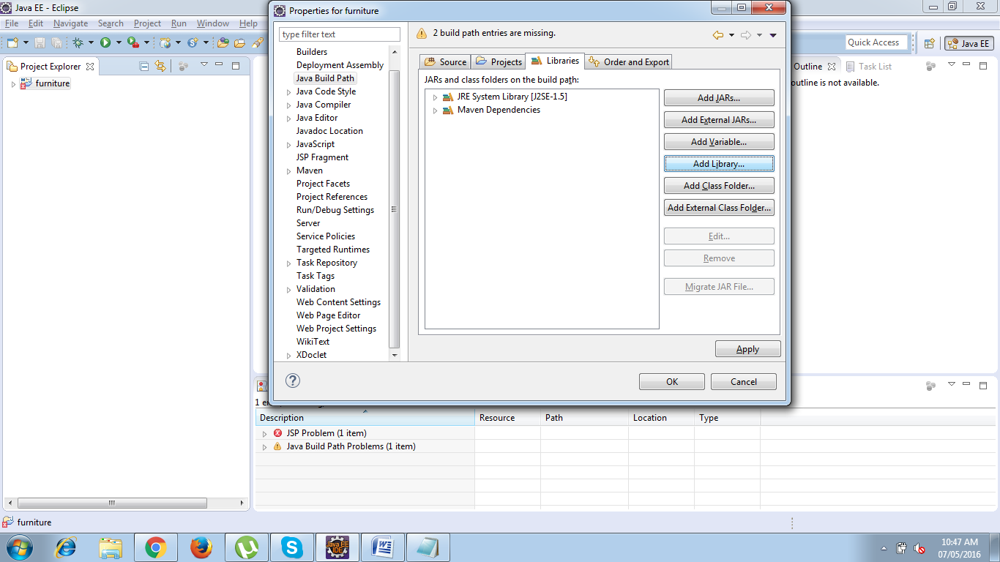 Java EE - Eclipse
File Edit Navigate Search Project Run Window Help
Quick Access
Java EE
Project Explorer
furniture
Properties for furniture
type filter text
Builders
Deployment Assembly
Java Build Path
Java Code Style
Java Compiler
Java Editor
Javadoc Location
JavaScript
JSP Fragment
Maven
Project Facets
Project References
Run/Debug Settings
Server
Service Policies
Targeted Runtimes
Task Repository
Task Tags
Validation
Web Content Settings
Web Page Editor
Web Project Settings
WikiText
XDoclet
2 build path entries are missing.
Source Projects Libraries Order and Export
JARs and class folders on the build path:
JRE System Library [J2SE-1.5]
Maven Dependencies
Add JARs...
Add External JARs...
Add Variable...
Add Library...
Add Class Folder...
Add External Class Folder...
Edit...
Remove
Migrate JAR File...
Apply
OK Cancel
Outline Task List
outline is not available.
Description Resource Path Location Type
JSP Problem (1 item)
Java Build Path Problems (1 item)
furniture
Java EE
IDE
10:47 AM
07/05/2016